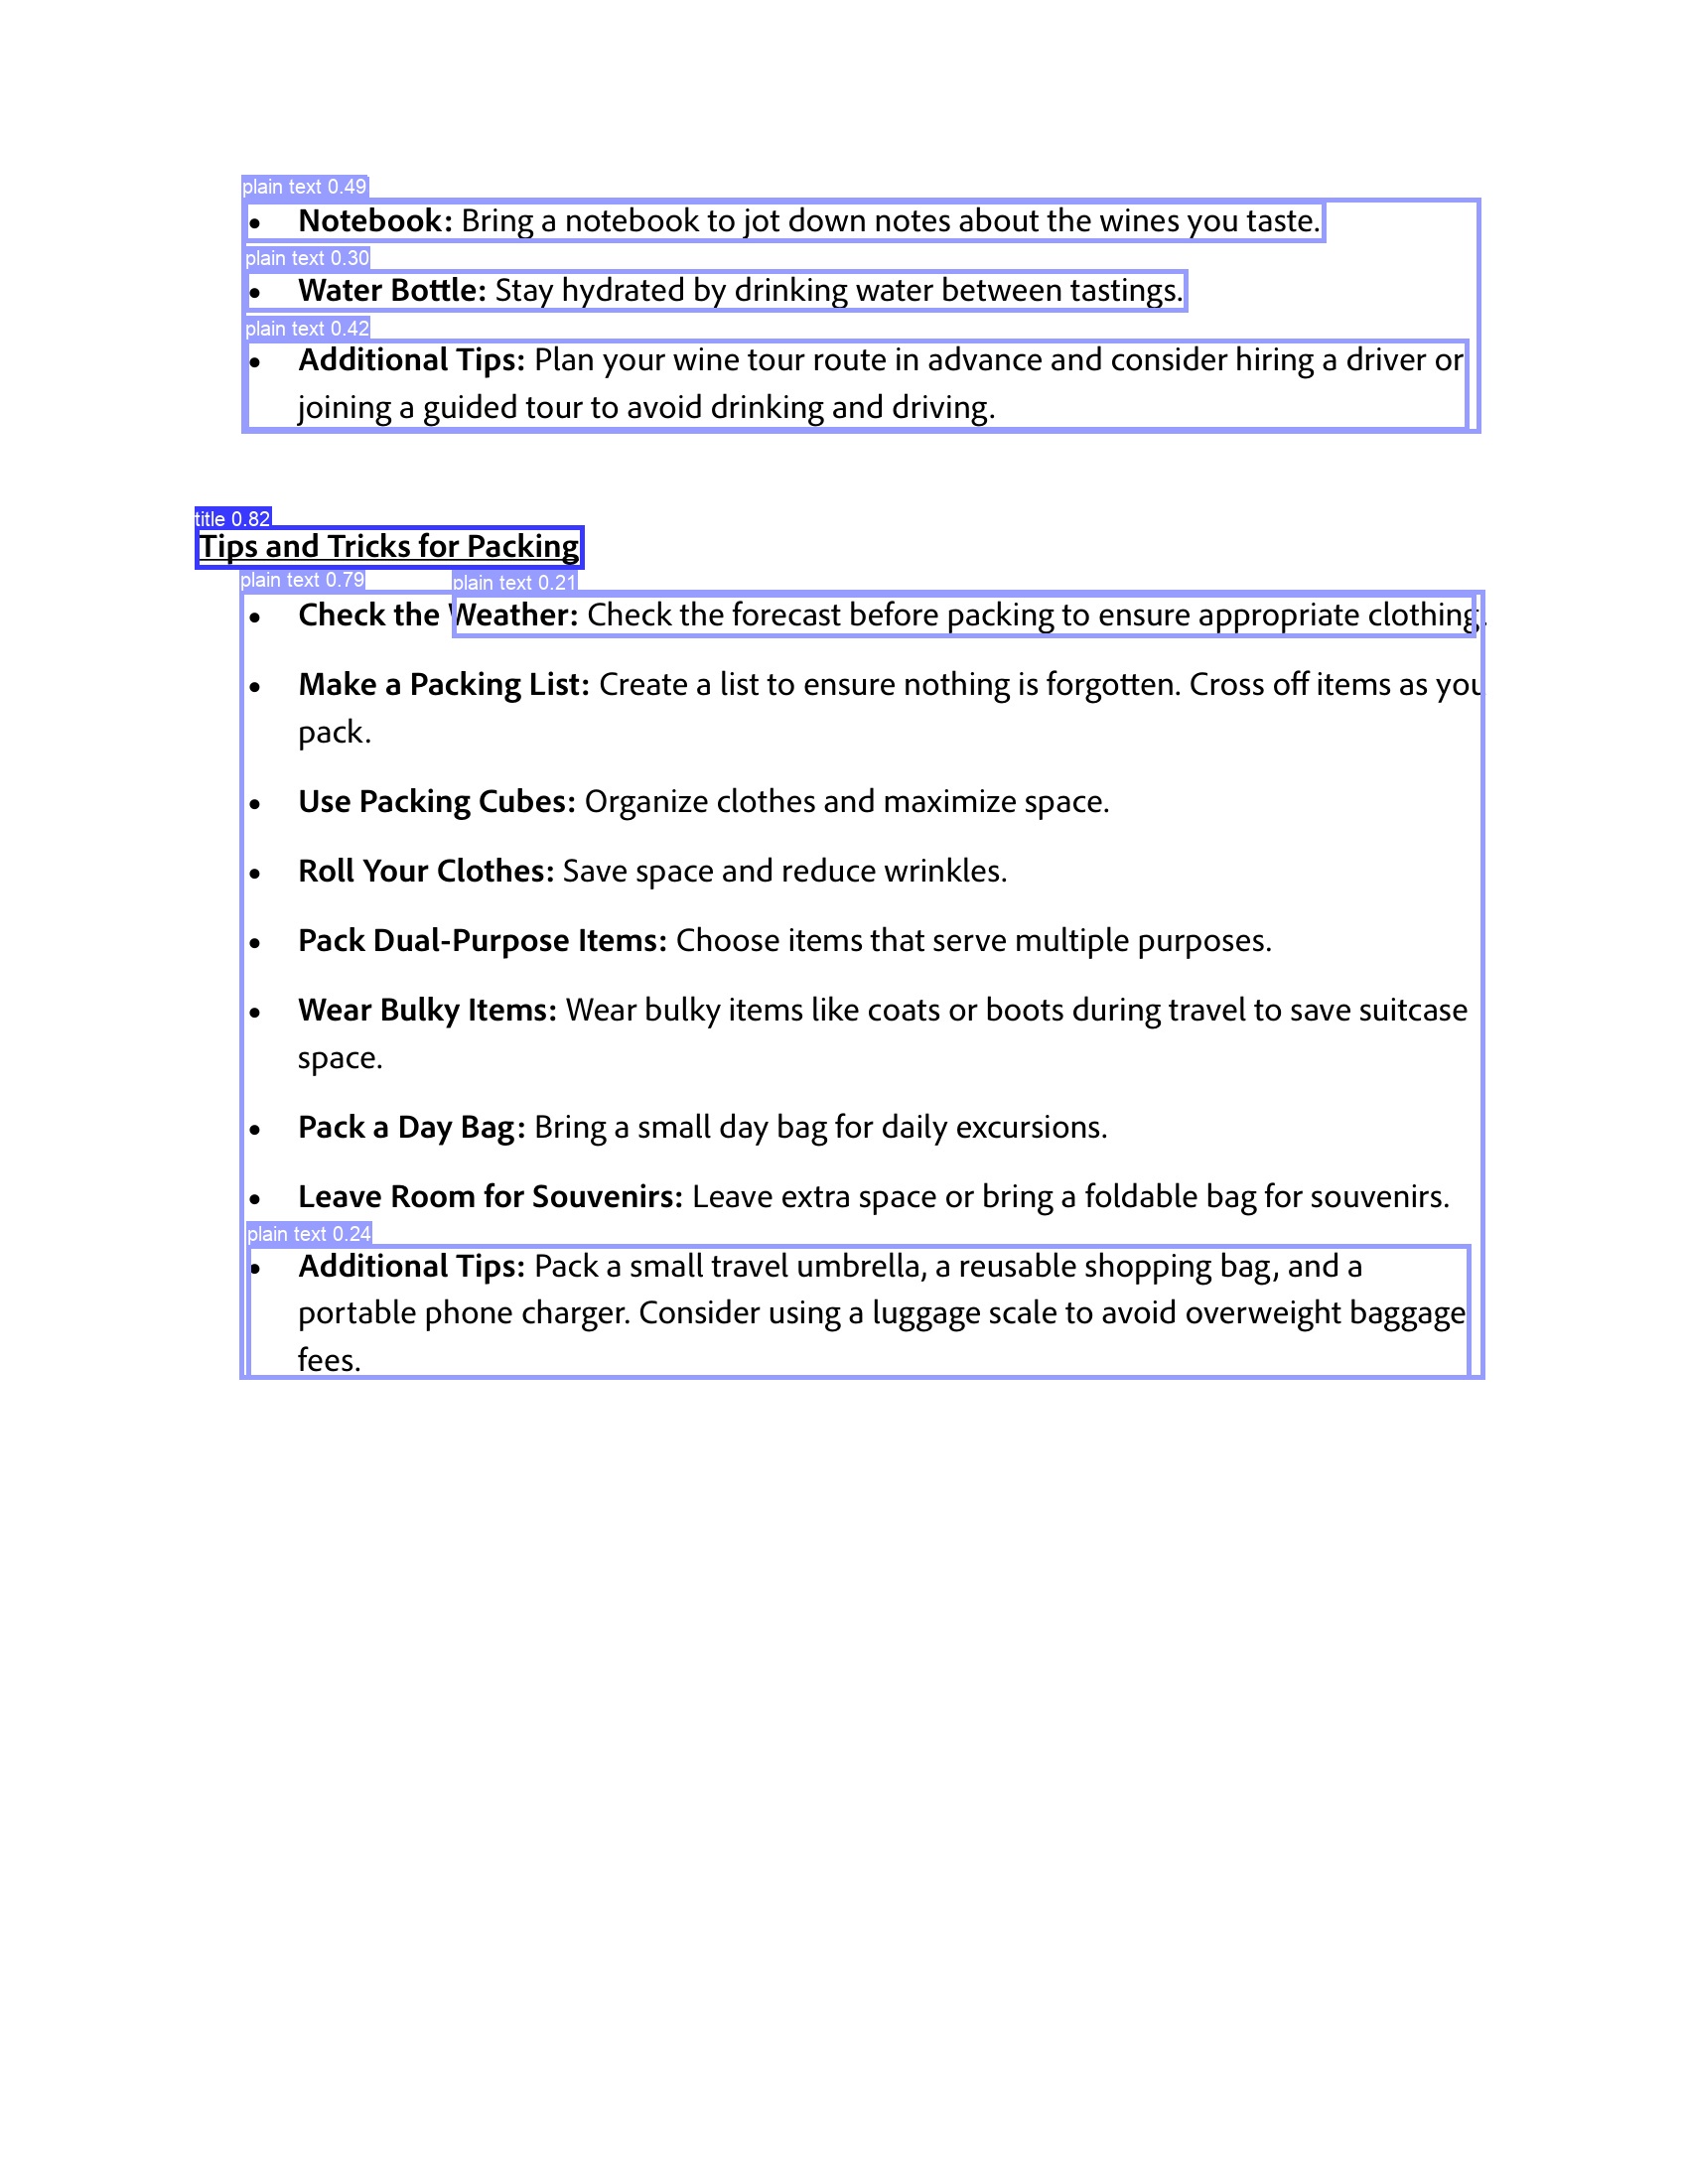 plain text 0.49
• Notebook: Bring a notebook to jot down notes about the wines you taste.
plain text 0.30
• Water Bottle: Stay hydrated by drinking water between tastings.
plain text 0.42
• Additional Tips: Plan your wine tour route in advance and consider hiring a driver or
joining a guided tour to avoid drinking and driving.
title 0.82
Tips and Tricks for Packing
plain text 0.79 plain text 0.21
• Check the Weather: Check the forecast before packing to ensure appropriate clothing.
• Make a Packing List: Create a list to ensure nothing is forgotten. Cross off items as you
pack.
• Use Packing Cubes: Organize clothes and maximize space.
• Roll Your Clothes: Save space and reduce wrinkles.
• Pack Dual-Purpose Items: Choose items that serve multiple purposes.
• Wear Bulky Items: Wear bulky items like coats or boots during travel to save suitcase
space.
• Pack a Day Bag: Bring a small day bag for daily excursions.
• Leave Room for Souvenirs: Leave extra space or bring a foldable bag for souvenirs.
plain text 0.24
• Additional Tips: Pack a small travel umbrella, a reusable shopping bag, and a
portable phone charger. Consider using a luggage scale to avoid overweight baggage
fees.